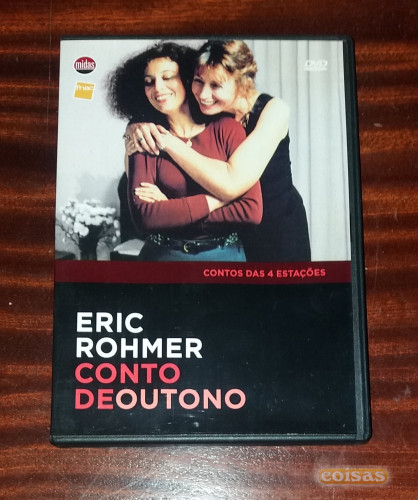 midas
fnac
DVD
CONTOS DAS 4 ESTAÇÕES
ERIC
ROHMER
CONTO
DEOUTONO
coisas